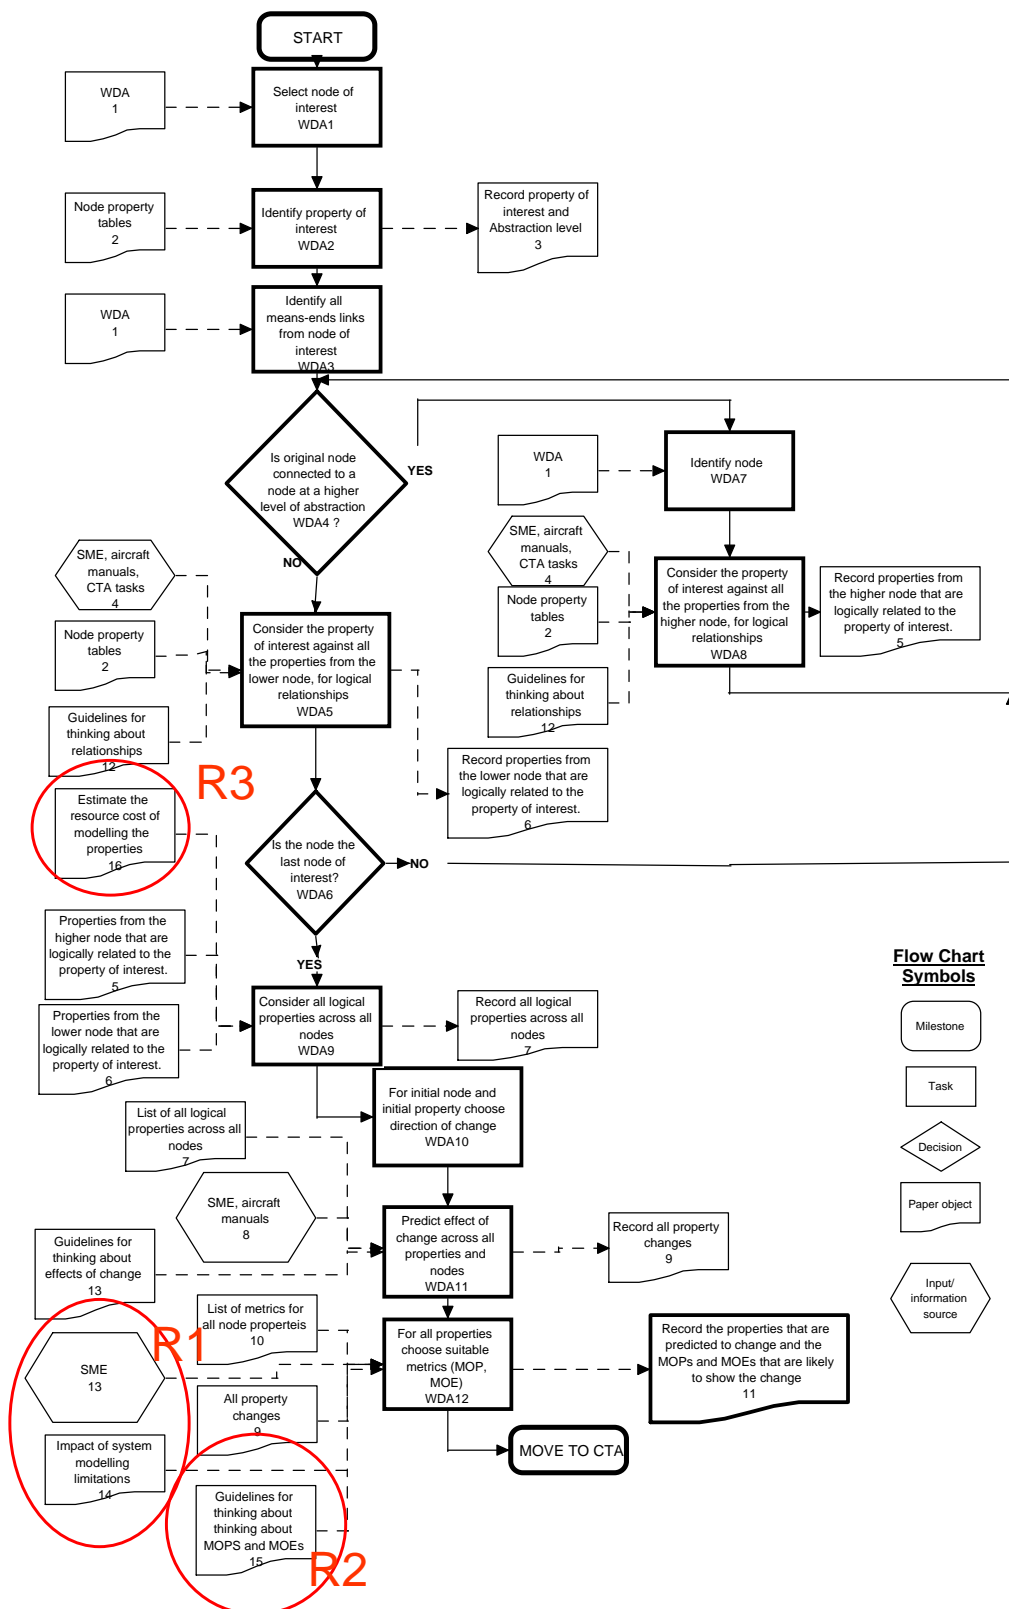 START
WDA
1
Select node of
interest
WDA1
Node property
tables
2
Identify property of
interest
WDA2
Record property of
interest and
Abstraction level
3
WDA
1
Identify all
means-ends links
from node of
interest
WDA3
Is original node
connected to a
node at a higher
level of abstraction
WDA4 ?
YES
NO
WDA
1
Identify node
WDA7
SME, aircraft
manuals,
CTA tasks
4
Node property
tables
2
Guidelines for
thinking about
relationships
12
Consider the property
of interest against all
the properties from the
higher node, for logical
relationships
WDA8
Record properties from
the higher node that are
logically related to the
property of interest.
5
SME, aircraft
manuals,
CTA tasks
4
Node property
tables
2
Guidelines for
thinking about
relationships
12
Consider the property
of interest against all
the properties from the
lower node, for logical
relationships
WDA5
Record properties from
the lower node that are
logically related to the
property of interest.
6
R3
Estimate the
resource cost of
modelling the
properties
16
Is the node the
last node of
interest?
WDA6
NO
YES
Properties from the
higher node that are
logically related to the
property of interest.
5
Properties from the
lower node that are
logically related to the
property of interest.
6
Consider all logical
properties across all
nodes
WDA9
Record all logical
properties across all
nodes
7
For initial node and
initial property choose
direction of change
WDA10
List of all logical
properties across all
nodes
7
SME, aircraft
manuals
8
Guidelines for
thinking about
effects of change
13
Predict effect of
change across all
properties and
nodes
WDA11
Record all property
changes
9
List of metrics for
all node properteis
10
R1
SME
13
All property
changes
9
Impact of system
modelling
limitations
14
Guidelines for
thinking about
thinking about
MOPS and MOEs
15
R2
For all properties
choose suitable
metrics (MOP,
MOE)
WDA12
Record the properties that are
predicted to change and the
MOPs and MOEs that are likely
to show the change
11
MOVE TO CTA
Flow Chart
Symbols
Milestone
Task
Decision
Paper object
Input/
information
source